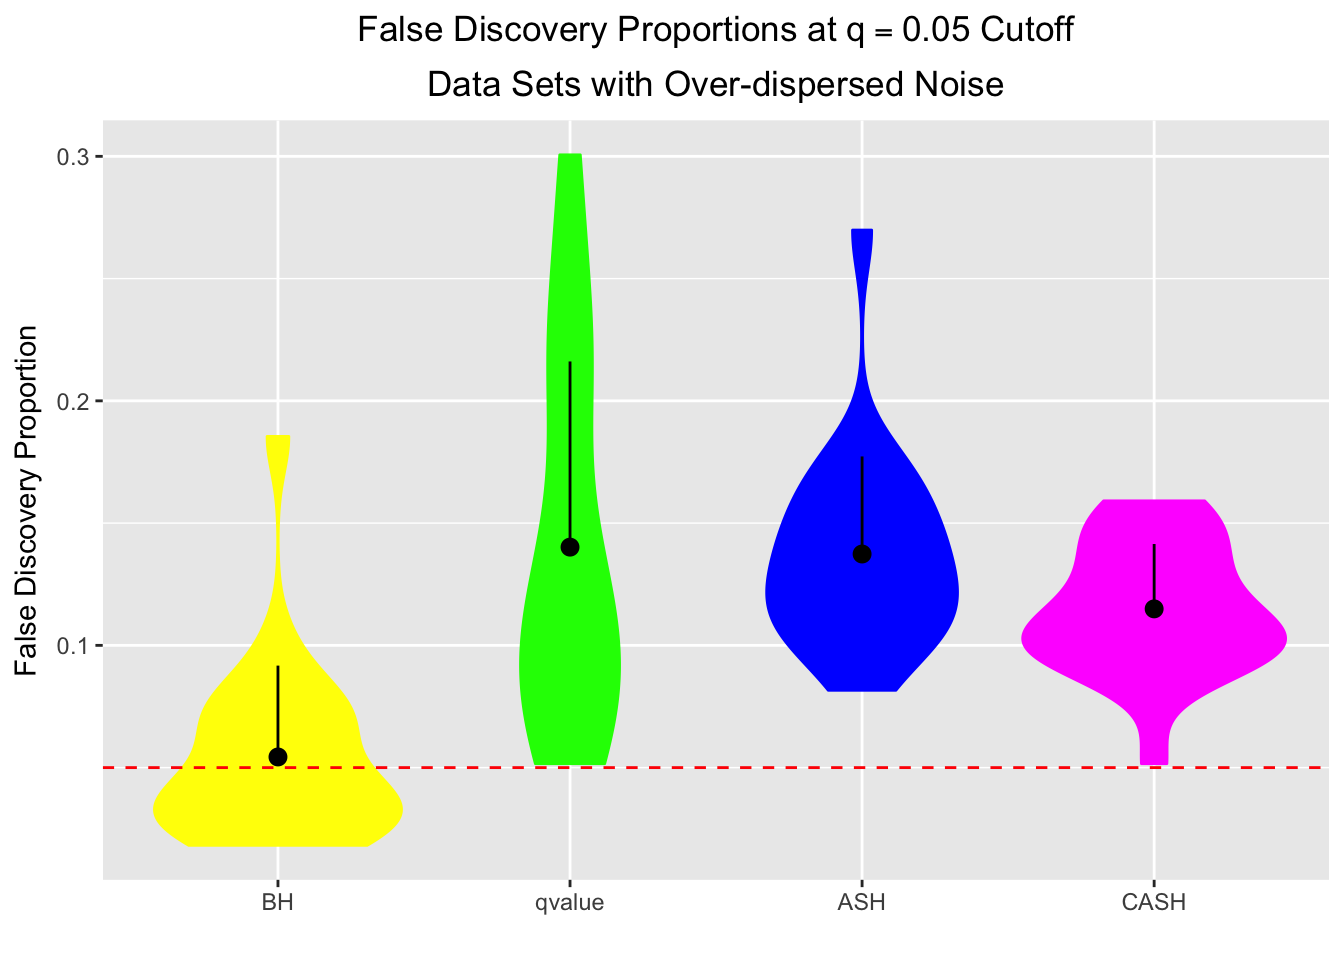 False Discovery Proportions at q = 0.05 Cutoff
Data Sets with Over-dispersed Noise
False Discovery Proportion
0.3
0.2
0.1
BH
qvalue
ASH
CASH